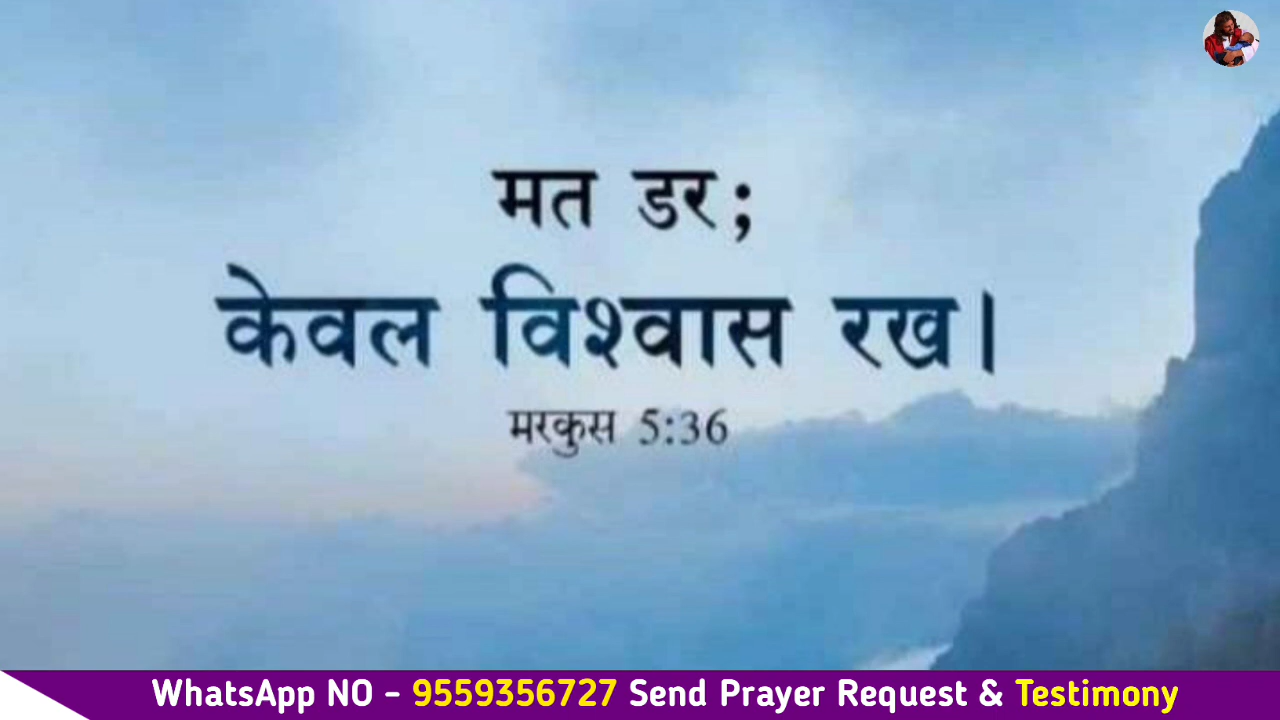 मत डर;
केवल विश्वास रख।
मरकुस 5:36
WhatsApp NO - 9559356727 Send Prayer Request & Testimony